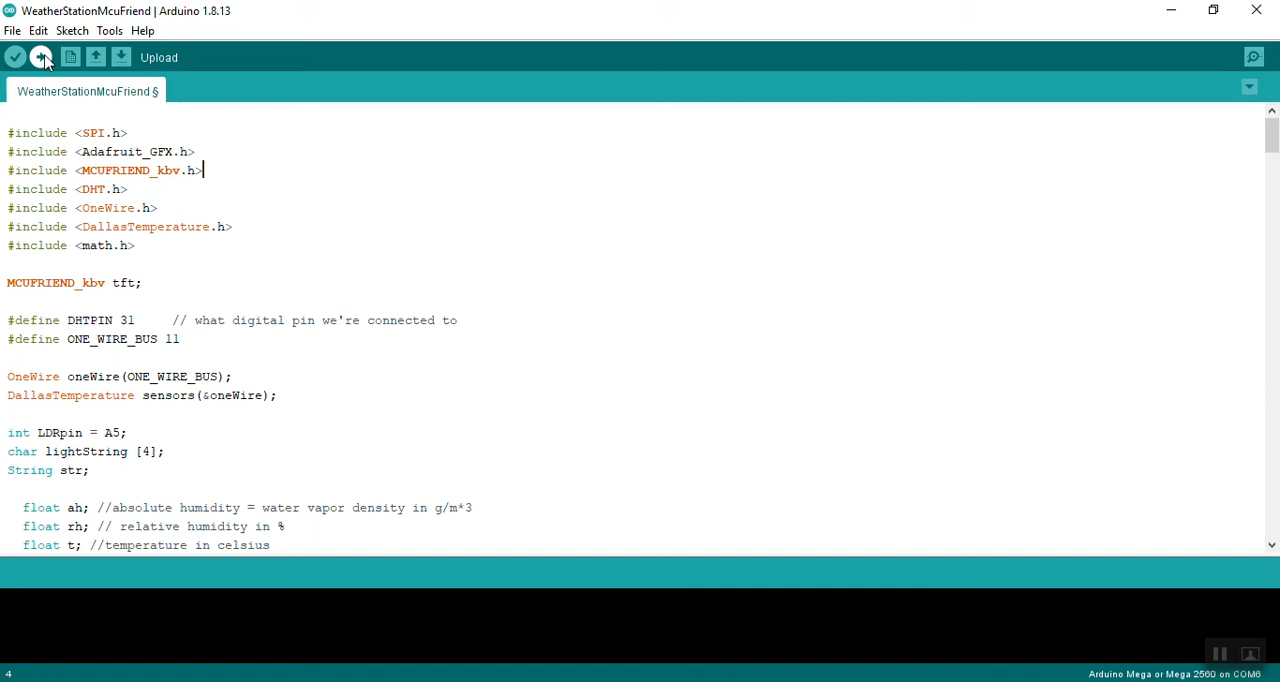 WeatherStationMcuFriend | Arduino 1.8.13
File Edit Sketch Tools Help
Upload
WeatherStationMcuFriend §
#include <SPI.h>
#include <Adafruit_GFX.h>
#include <MCUFRIEND_kbv.h>
#include <DHT.h>
#include <OneWire.h>
#include <DallasTemperature.h>
#include <math.h>
MCUFRIEND_kbv tft;
#define DHTPIN 31     // what digital pin we're connected to
#define ONE_WIRE_BUS 11
OneWire oneWire(ONE_WIRE_BUS);
DallasTemperature sensors(&oneWire);
int LDRpin = A5;
char lightString [4];
String str;
  float ah; //absolute humidity = water vapor density in g/m*3
  float rh; // relative humidity in %
  float t; //temperature in celsius
4
Arduino Mega or Mega 2560 on COM6